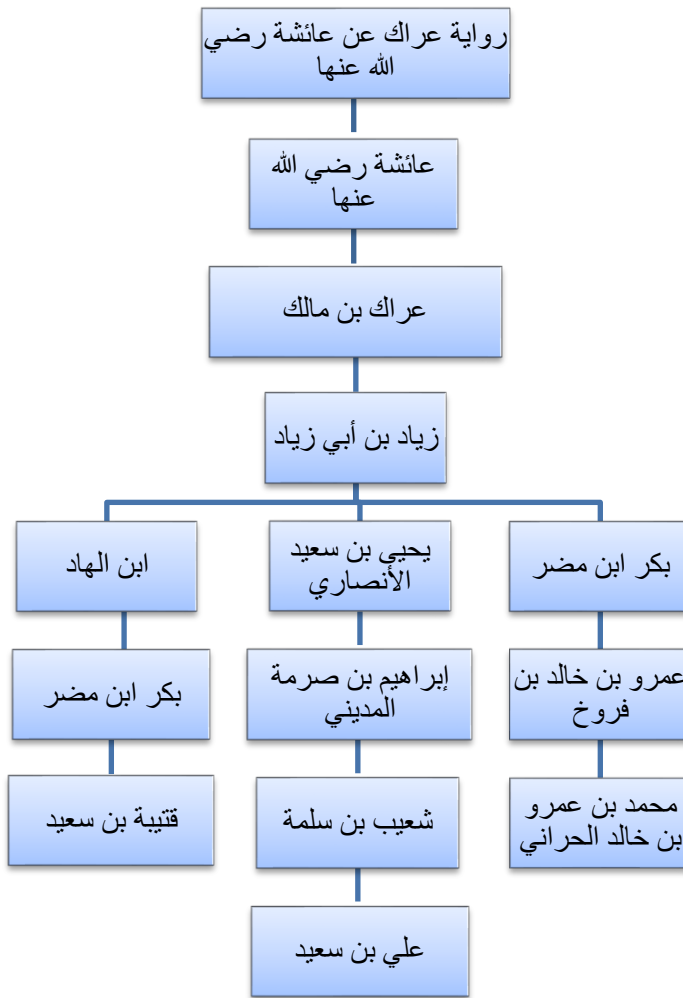 رواية عراك عن عائشة رضي
الله عنها
عائشة رضي الله
عنها
عراك بن مالك
زياد بن أبي زياد
بكر ابن مضر
يحيى بن سعيد
الأنصاري
ابن الهاد
عمرو بن خالد بن
فروخ
إبراهيم بن صرمة
المديني
بكر ابن مضر
محمد بن عمرو
بن خالد الحراني
شعيب بن سلمة
قتيبة بن سعيد
علي بن سعيد